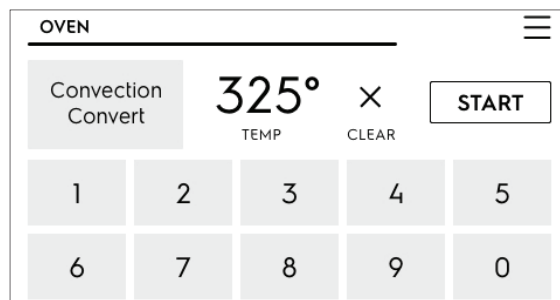 OVEN
Convection
Convert
325°
TEMP
×
CLEAR
START
1 2 3 4 5
6 7 8 9 0